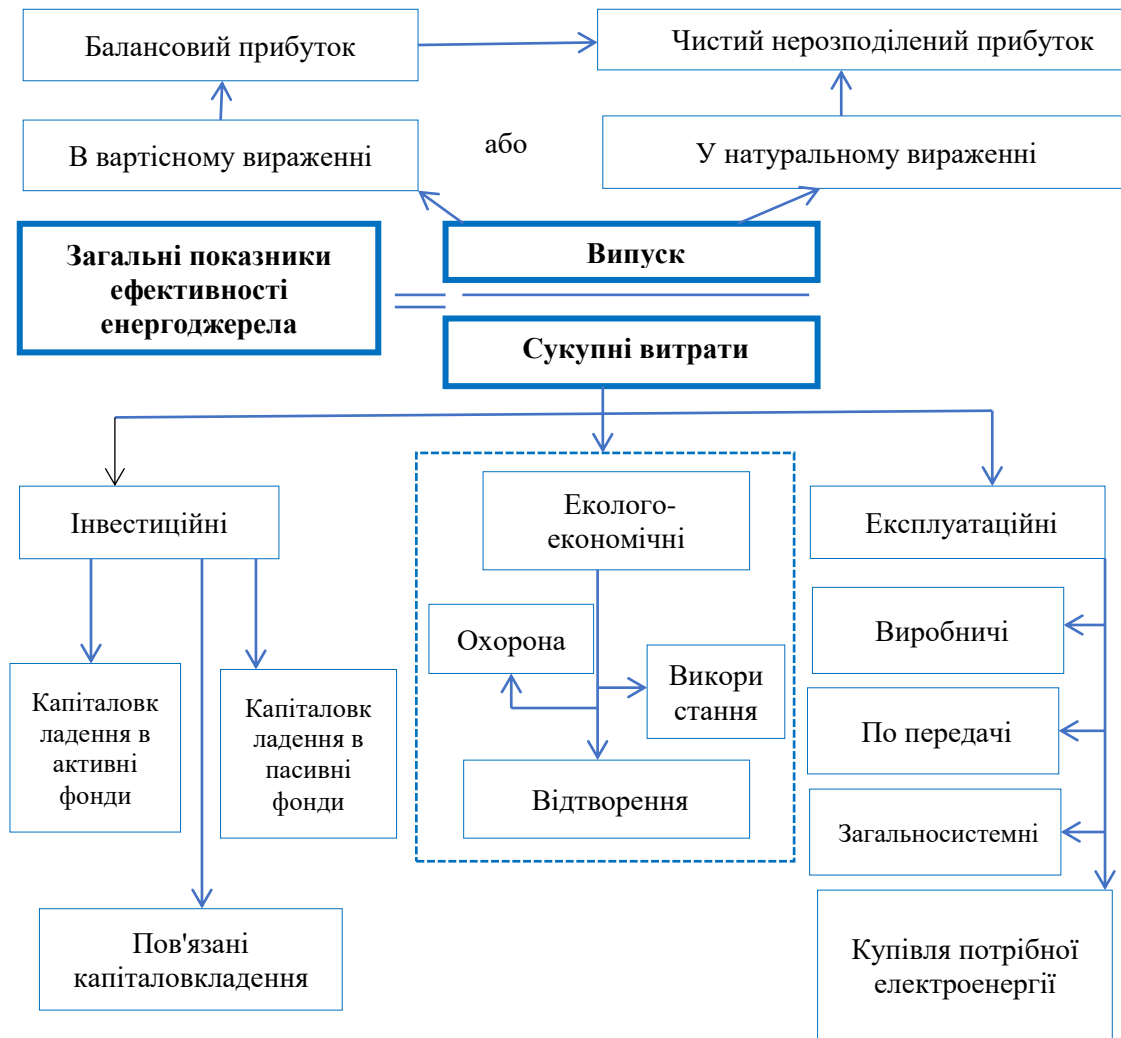 Балансовий прибуток
Чистий нерозподілений прибуток
В вартісному вираженні
або
У натуральному вираженні
Загальні показники
ефективності
енергоджерела
Випуск
Сукупні витрати
Інвестиційні
Еколого-
економічні
Експлуатаційні
Охорона
Викори
стання
Відтворення
Виробничі
По передачі
Загальносистемні
Купівля потрібної
електроенергії
Капіталовк
ладення в
активні
фонди
Капіталовк
ладення в
пасивні
фонди
Пов'язані
капіталовкладення